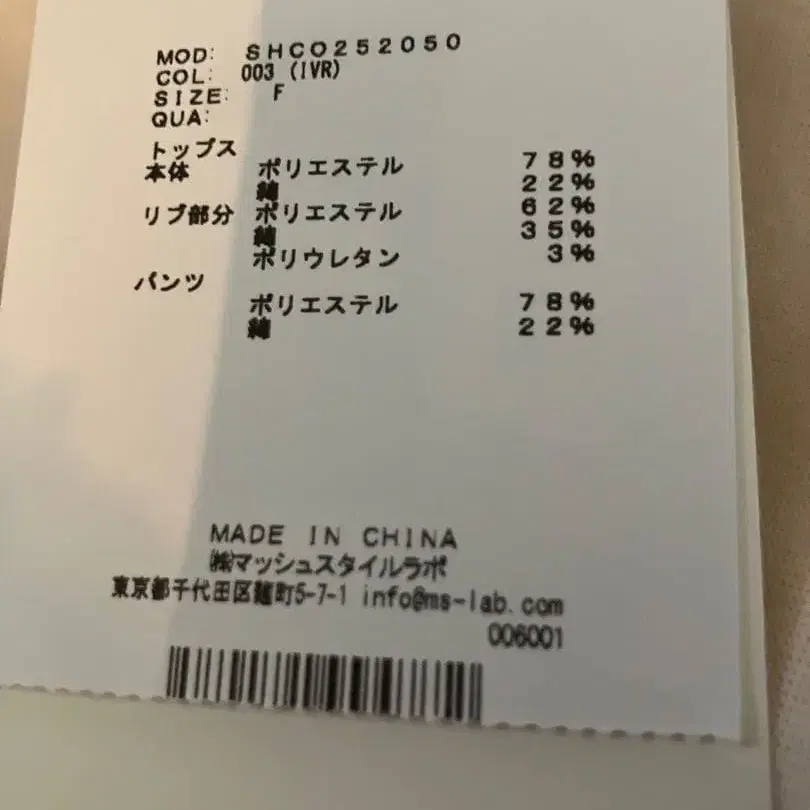 MOD: SHCO252050
COL: 003 (IVR)
SIZE: F
QUA:
トップス
本体 ポリエステル 78%
綿 22%
リブ部分 ポリエステル 62%
綿 35%
ポリウレタン 3%
パンツ
ポリエステル 78%
綿 22%
MADE IN CHINA
㈱マッシュスタイルラボ
東京都千代田区麹町5-7-1 info@ms-lab.com
006001